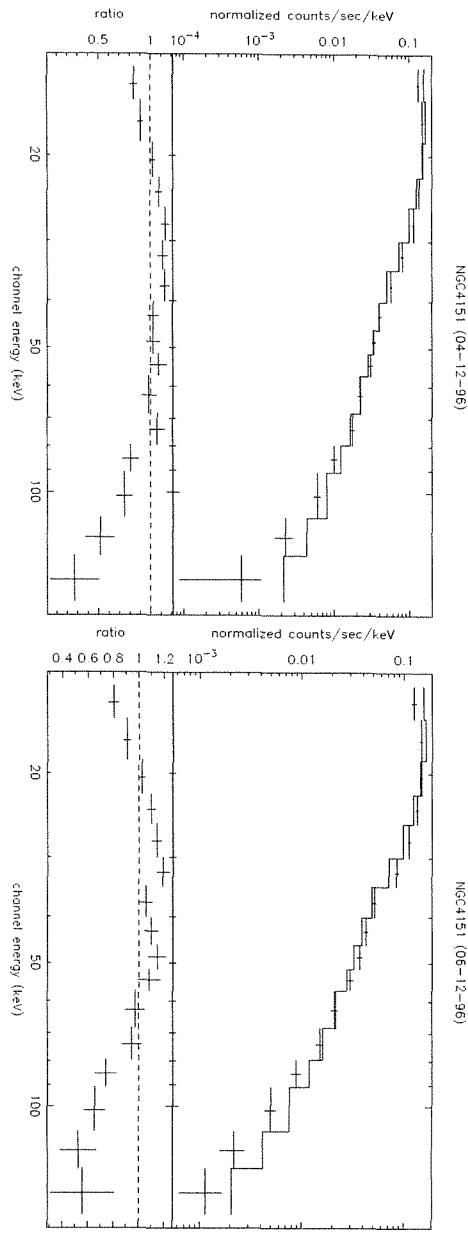 NGC4151 (04-12-96)
ratio normalized counts/sec/keV
0.5 1 10⁻⁴ 10⁻³ 0.01 0.1
20
50
100
channel energy (keV)
NGC4151 (06-12-96)
ratio normalized counts/sec/keV
0.4 0.6 0.8 1 1.2 10⁻³ 0.01 0.1
20
50
100
channel energy (keV)